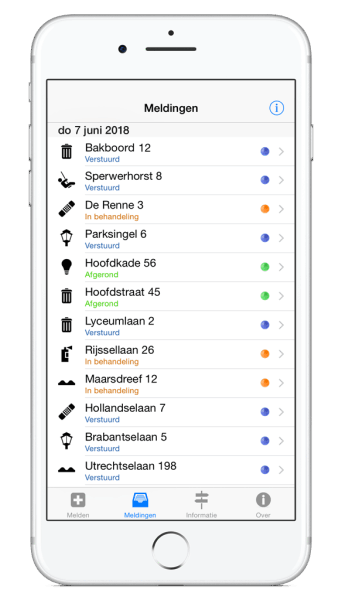 Meldingen
do 7 juni 2018
Bakboord 12
Verstuurd
Sperwerhorst 8
Verstuurd
De Renne 3
In behandeling
Parksingel 6
Verstuurd
Hoofdkade 56
Afgerond
Hoofdstraat 45
Afgerond
Lyceumlaan 2
Verstuurd
Rijssellaan 26
In behandeling
Maarsdreef 12
In behandeling
Hollandselaan 7
Verstuurd
Brabantselaan 5
Verstuurd
Utrechtselaan 198
Verstuurd
Melden Meldingen Informatie Over